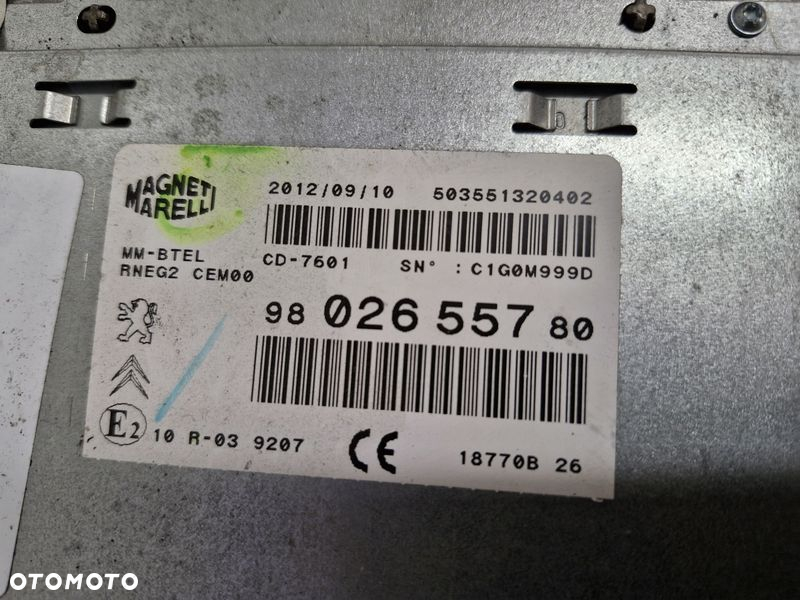 MAGNETI
MARELLI
2012/09/10 503551320402
MM-BTEL
RNEG2 CEM00
CD-7601 SN° : C1G0M999D
98 026 557 80
E2
10 R-03 9207
CE
18770B 26
OTOMOTO